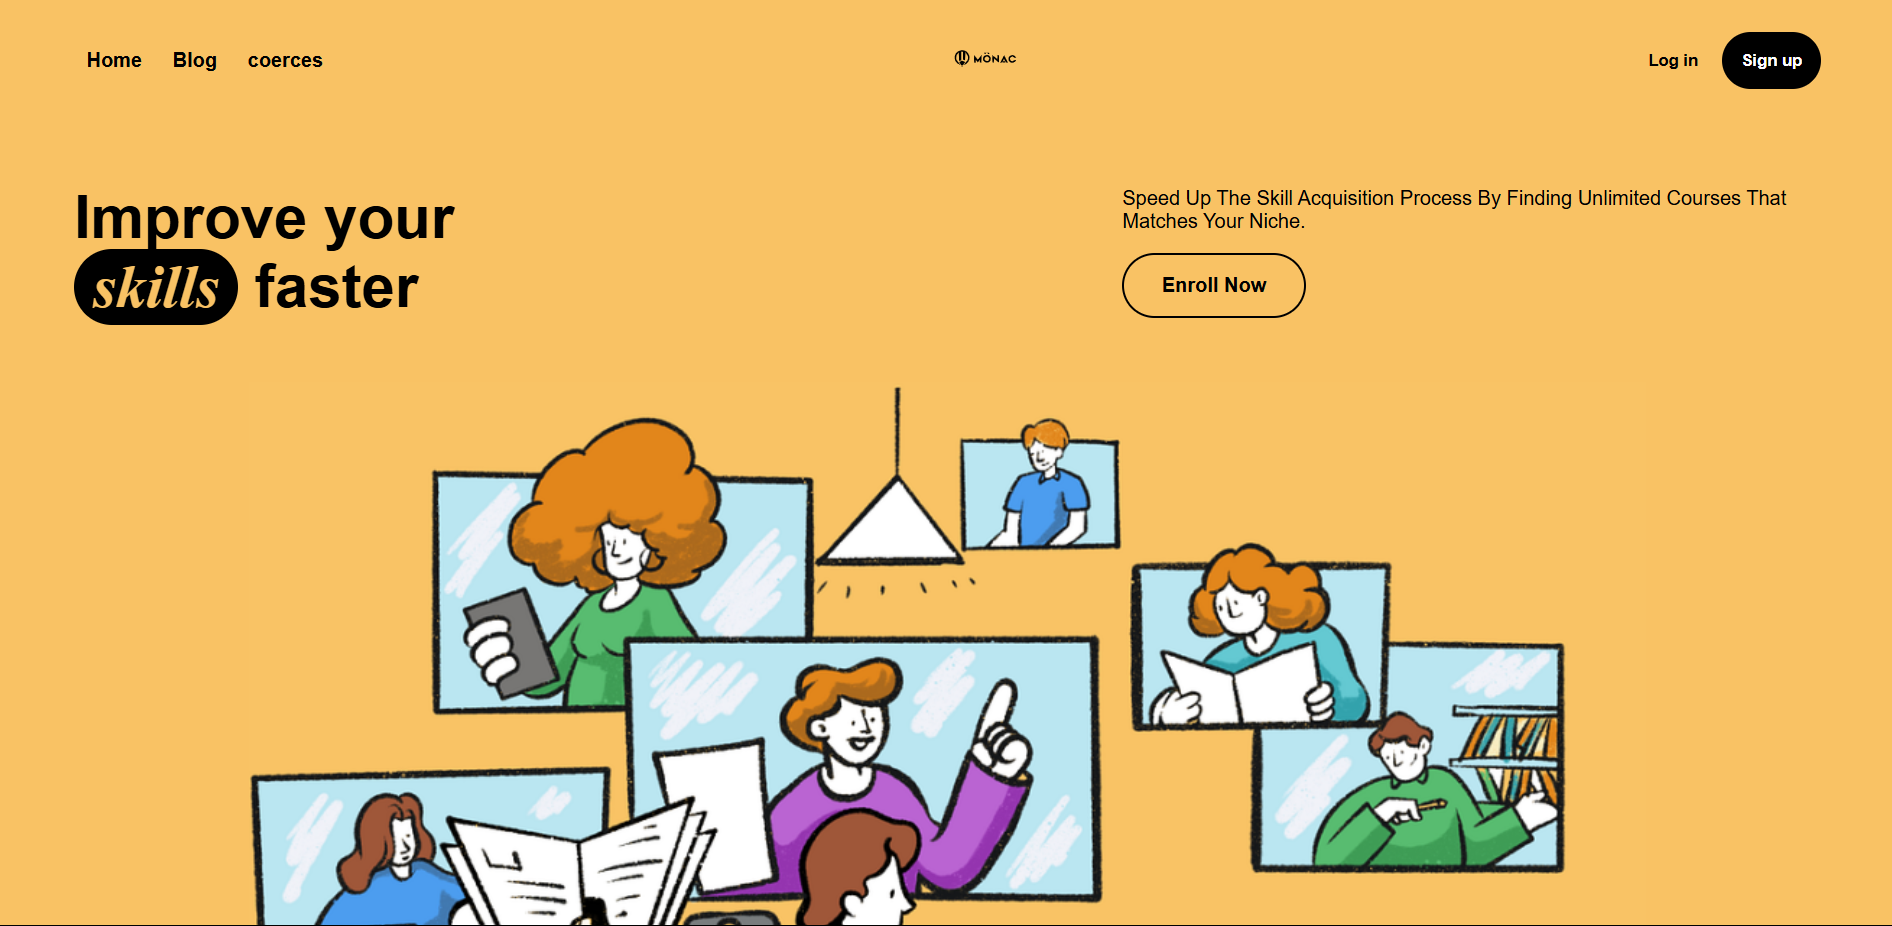 Home Blog coerces MÖNAC Log in Sign up
Improve your
skills faster
Speed Up The Skill Acquisition Process By Finding Unlimited Courses That
Matches Your Niche.
Enroll Now